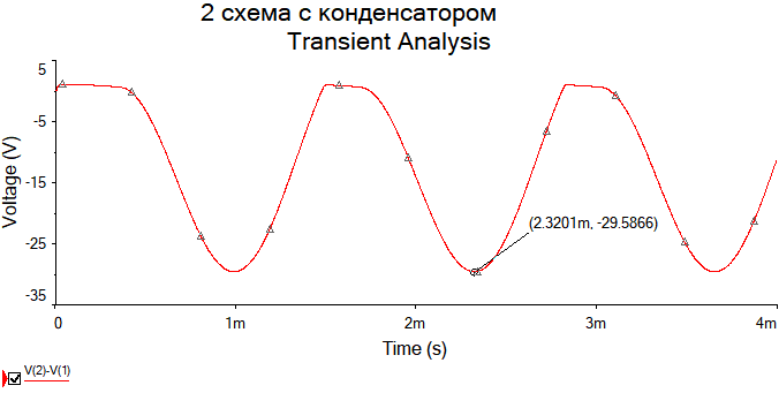 2 схема с конденсатором
Transient Analysis
Voltage (V)
5
-5
-15
-25
-35
(2.3201m, -29.5866)
0
1m
2m
3m
4m
Time (s)
V(2)-V(1)